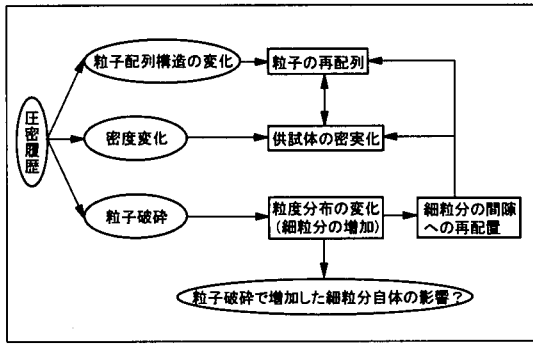 粒子配列構造の変化
粒子の再配列
圧密履歴
密度変化
供試体の密実化
粒子破砕
粒度分布の変化
(細粒分の増加)
細粒分の間隙
への再配置
粒子破砕で増加した細粒分自体の影響？